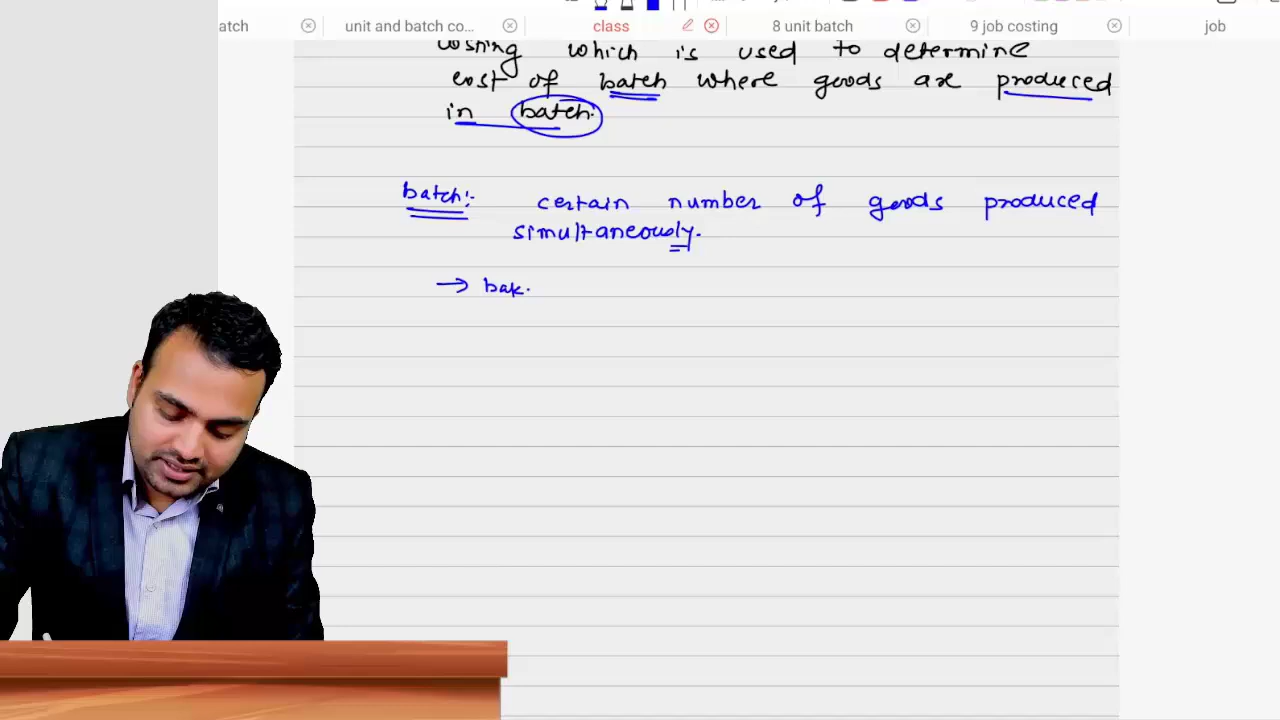 atch
unit and batch co...
class
8 unit batch
9 job costing
job
costing which is used to determine
cost of batch where goods are produced
in batch.
batch:- certain number of goods produced
simultaneously.
→ bak.